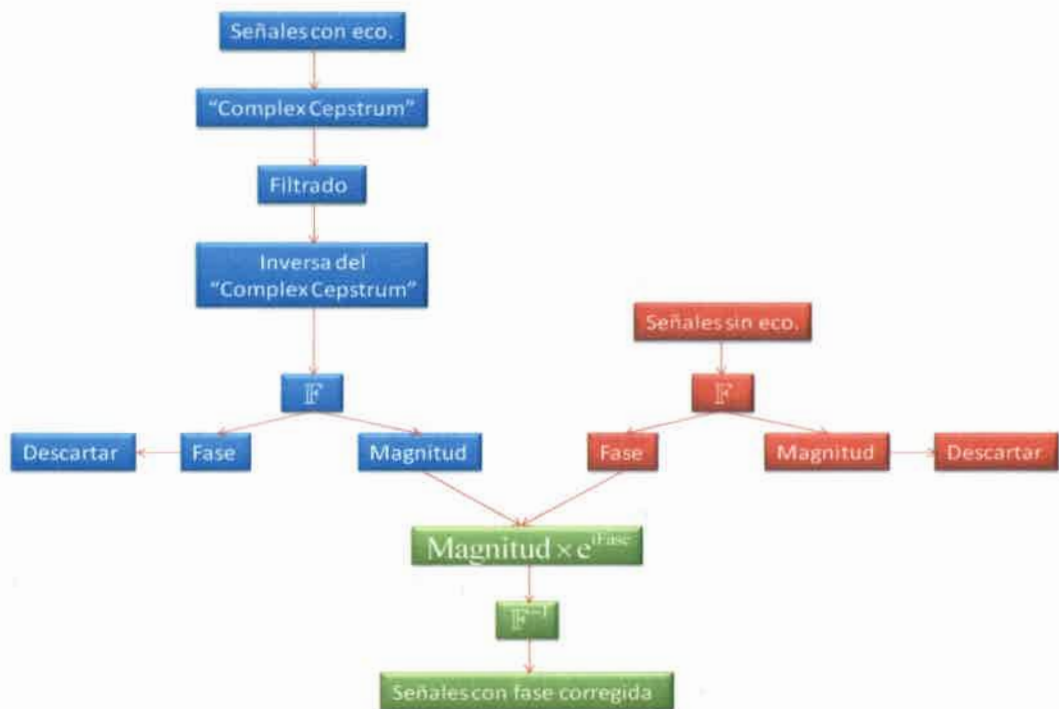 Señales con eco.
"Complex Cepstrum"
Filtrado
Inversa del
"Complex Cepstrum"
Señales sin eco.
𝔽
𝔽
Descartar
Fase
Magnitud
Fase
Magnitud
Descartar
Magnitud × e^iFase
𝔽^-1
Señales con fase corregida